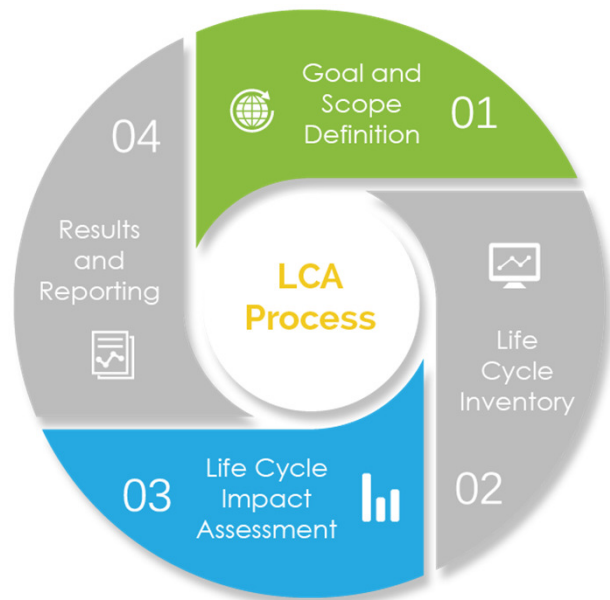 Goal and
Scope
Definition
01
Life
Cycle
Inventory
02
Life Cycle
Impact
Assessment
03
04
Results
and
Reporting
LCA
Process